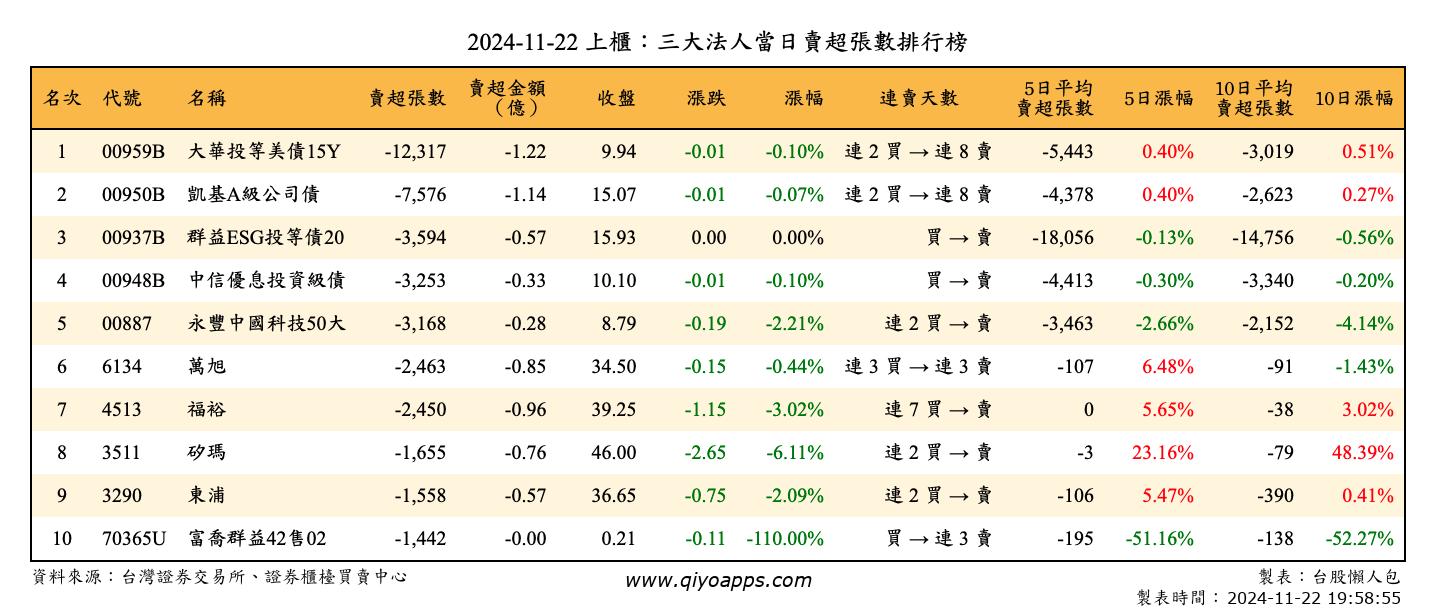 2024-11-22 上櫃：三大法人當日賣超張數排行榜
名次 代號 名稱 賣超張數 賣超金額（億） 收盤 漲跌 漲幅 連賣天數 5日平均賣超張數 5日漲幅 10日平均賣超張數 10日漲幅
1 00959B 大華投等美債15Y -12,317 -1.22 9.94 -0.01 -0.10% 連 2 買 → 連 8 賣 -5,443 0.40% -3,019 0.51%
2 00950B 凱基A級公司債 -7,576 -1.14 15.07 -0.01 -0.07% 連 2 買 → 連 8 賣 -4,378 0.40% -2,623 0.27%
3 00937B 群益ESG投等債20 -3,594 -0.57 15.93 0.00 0.00% 買 → 賣 -18,056 -0.13% -14,756 -0.56%
4 00948B 中信優息投資級債 -3,253 -0.33 10.10 -0.01 -0.10% 買 → 賣 -4,413 -0.30% -3,340 -0.20%
5 00887 永豐中國科技50大 -3,168 -0.28 8.79 -0.19 -2.21% 連 2 買 → 賣 -3,463 -2.66% -2,152 -4.14%
6 6134 萬旭 -2,463 -0.85 34.50 -0.15 -0.44% 連 3 買 → 連 3 賣 -107 6.48% -91 -1.43%
7 4513 福裕 -2,450 -0.96 39.25 -1.15 -3.02% 連 7 買 → 賣 0 5.65% -38 3.02%
8 3511 矽瑪 -1,655 -0.76 46.00 -2.65 -6.11% 連 2 買 → 賣 -3 23.16% -79 48.39%
9 3290 東浦 -1,558 -0.57 36.65 -0.75 -2.09% 連 2 買 → 賣 -106 5.47% -390 0.41%
10 70365U 富喬群益42售02 -1,442 -0.00 0.21 -0.11 -110.00% 買 → 連 3 賣 -195 -51.16% -138 -52.27%
資料來源：台灣證券交易所、證券櫃檯買賣中心 www.qiyoapps.com 製表：台股懶人包
製表時間：2024-11-22 19:58:55